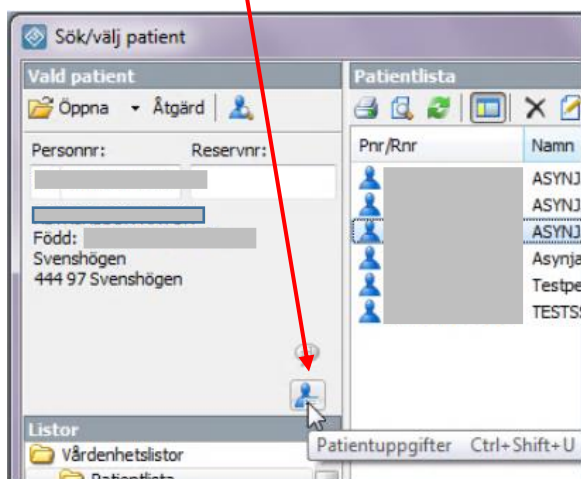 Sök/välj patient
Vald patient
Öppna Åtgärd
Personnr: Reservnr:
Född:
Svenshögen
444 97 Svenshögen
Listor
Vårdenhetslistor
Patientlista
Patientlista
Pnr/Rnr Namn
ASYNJ
ASYNJ
ASYNJ
Asynja
Testpe
TESTS
Patientuppgifter Ctrl+Shift+U